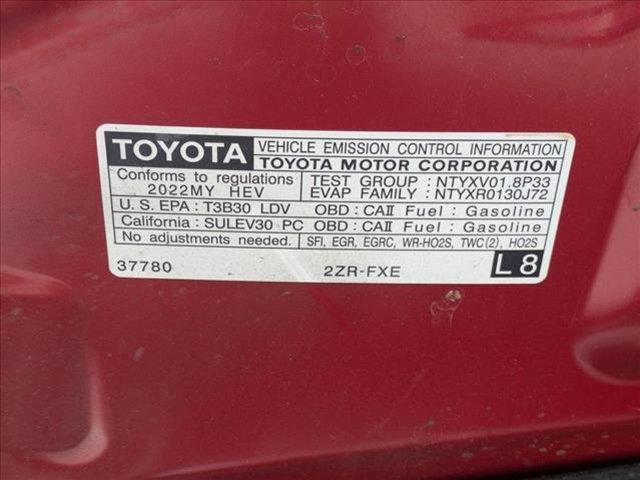 TOYOTA
VEHICLE EMISSION CONTROL INFORMATION
TOYOTA MOTOR CORPORATION
Conforms to regulations
2022MY HEV
TEST GROUP : NTYXV01.8P33
EVAP FAMILY : NTYXR0130J72
U.S. EPA : T3B30 LDV OBD : CAII Fuel : Gasoline
California : SULEV30 PC OBD : CAII Fuel : Gasoline
No adjustments needed. SFI, EGR, EGRC, WR-HO2S, TWC(2), HO2S
37780 2ZR-FXE L 8